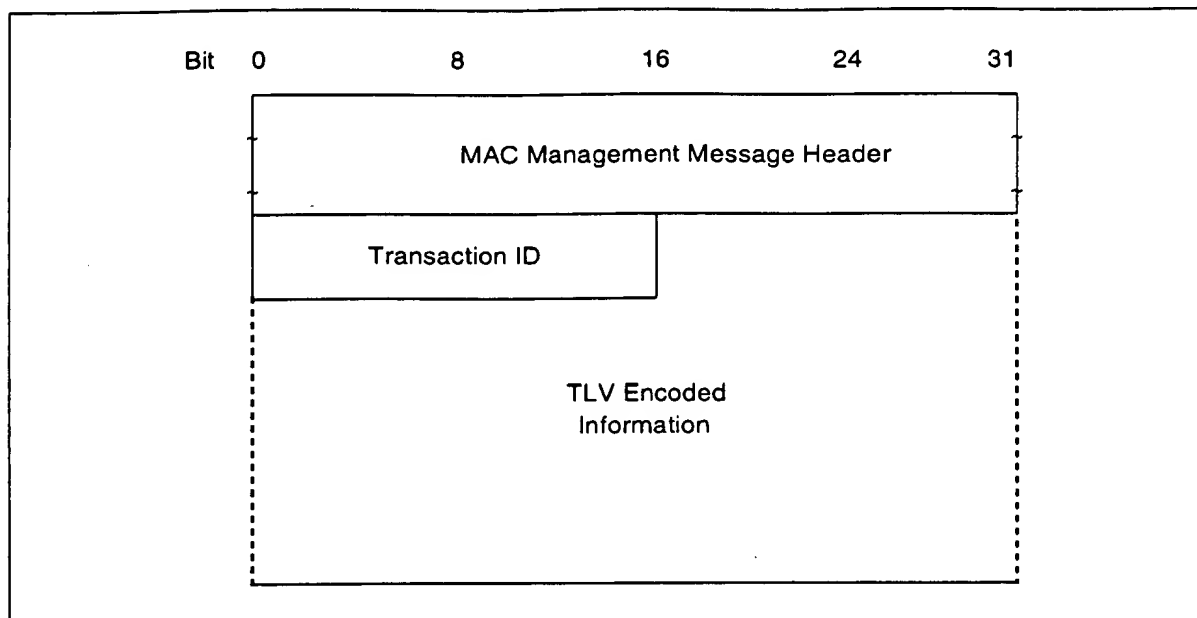 Bit 0 8 16 24 31
MAC Management Message Header
Transaction ID
TLV Encoded
Information